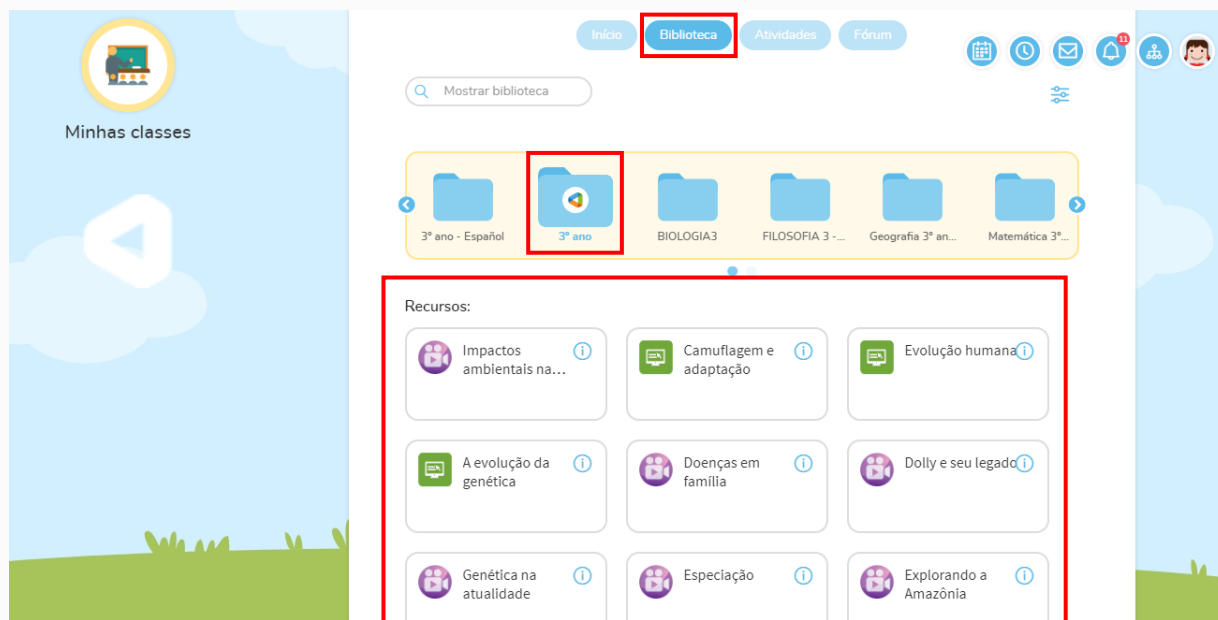 Início
Biblioteca
Atividades
Fórum
11
Mostrar biblioteca
Minhas classes
3º ano - Español
3º ano
BIOLOGIA3
FILOSOFIA 3 -...
Geografia 3º an...
Matemática 3º...
Recursos:
Impactos
ambientais na...
Camuflagem e
adaptação
Evolução humana
A evolução da
genética
Doenças em
família
Dolly e seu legado
Genética na
atualidade
Especiação
Explorando a
Amazônia